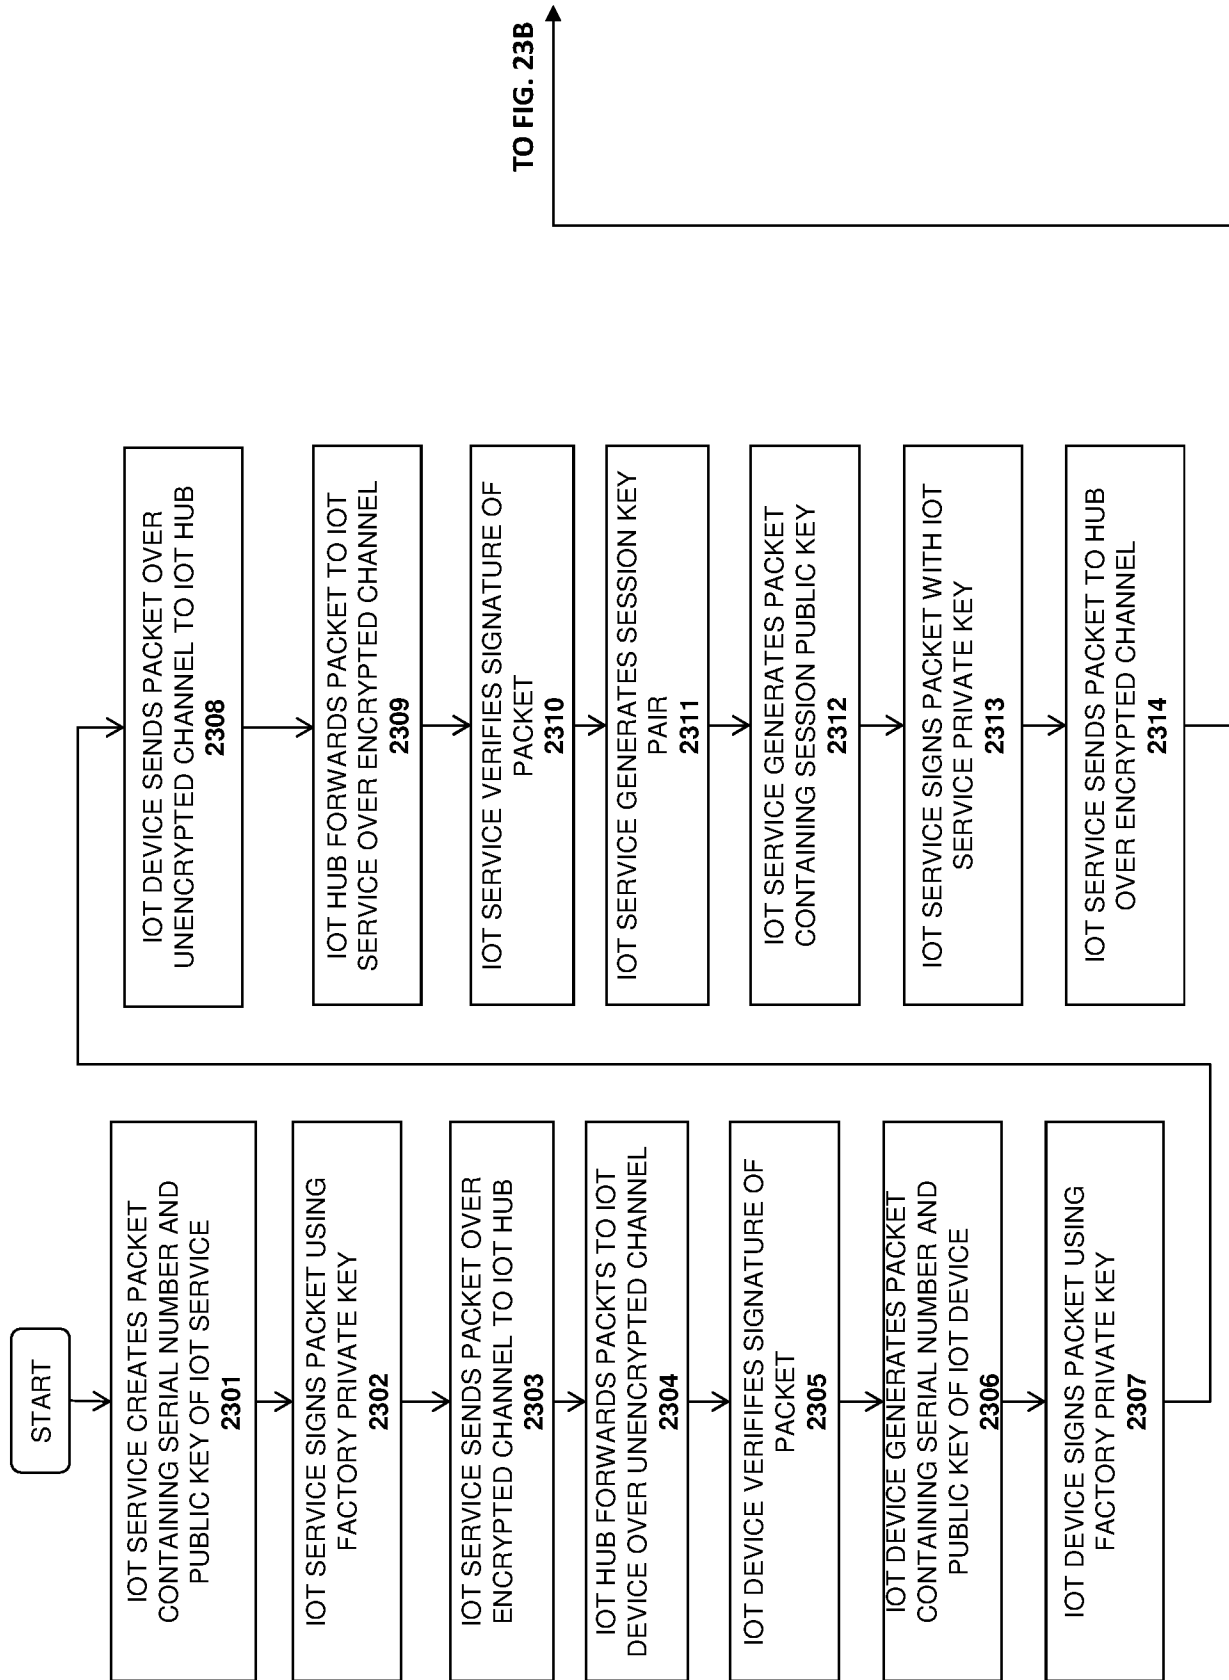 START
IOT SERVICE CREATES PACKET
CONTAINING SERIAL NUMBER AND
PUBLIC KEY OF IOT SERVICE
2301
IOT SERVICE SIGNS PACKET USING
FACTORY PRIVATE KEY
2302
IOT SERVICE SENDS PACKET OVER
ENCRYPTED CHANNEL TO IOT HUB
2303
IOT HUB FORWARDS PACKTS TO IOT
DEVICE OVER UNENCRYPTED CHANNEL
2304
IOT DEVICE VERIFIFES SIGNATURE OF
PACKET
2305
IOT DEVICE GENERATES PACKET
CONTAINING SERIAL NUMBER AND
PUBLIC KEY OF IOT DEVICE
2306
IOT DEVICE SIGNS PACKET USING
FACTORY PRIVATE KEY
2307
IOT DEVICE SENDS PACKET OVER
UNENCRYPTED CHANNEL TO IOT HUB
2308
IOT HUB FORWARDS PACKET TO IOT
SERVICE OVER ENCRYPTED CHANNEL
2309
IOT SERVICE VERIFIES SIGNATURE OF
PACKET
2310
IOT SERVICE GENERATES SESSION KEY
PAIR
2311
IOT SERVICE GENERATES PACKET
CONTAINING SESSION PUBLIC KEY
2312
IOT SERVICE SIGNS PACKET WITH IOT
SERVICE PRIVATE KEY
2313
IOT SERVICE SENDS PACKET TO HUB
OVER ENCRYPTED CHANNEL
2314
TO FIG. 23B